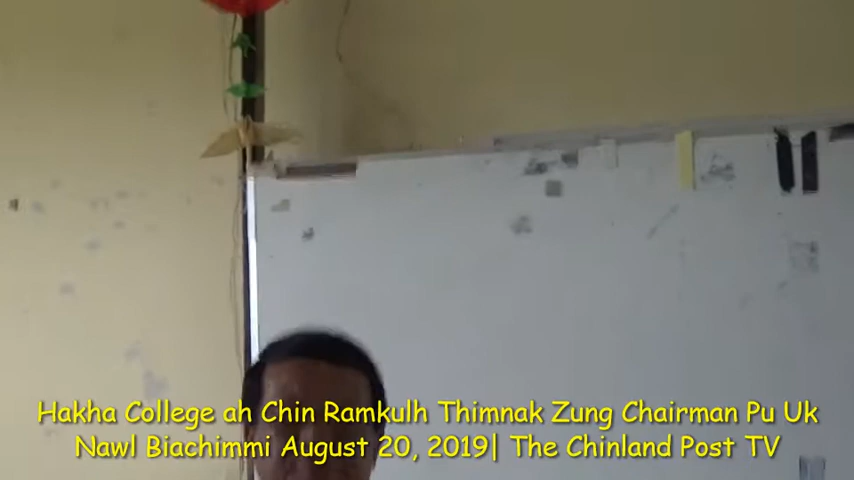 Hakha College ah Chin Ramkulh Thimnak Zung Chairman Pu Uk
Nawl Biachimmi August 20, 2019| The Chinland Post TV